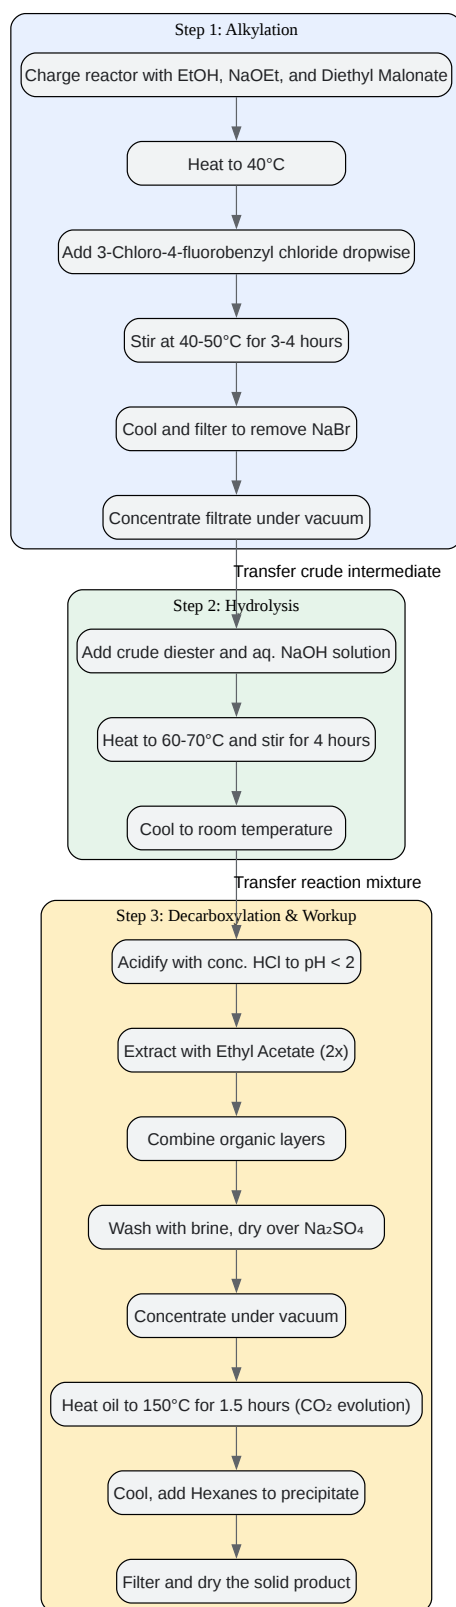 Step 1: Alkylation
Charge reactor with EtOH, NaOEt, and Diethyl Malonate
Heat to 40°C
Add 3-Chloro-4-fluorobenzyl chloride dropwise
Stir at 40-50°C for 3-4 hours
Cool and filter to remove NaBr
Concentrate filtrate under vacuum
Transfer crude intermediate
Step 2: Hydrolysis
Add crude diester and aq. NaOH solution
Heat to 60-70°C and stir for 4 hours
Cool to room temperature
Transfer reaction mixture
Step 3: Decarboxylation & Workup
Acidify with conc. HCl to pH < 2
Extract with Ethyl Acetate (2x)
Combine organic layers
Wash with brine, dry over Na₂SO₄
Concentrate under vacuum
Heat oil to 150°C for 1.5 hours (CO₂ evolution)
Cool, add Hexanes to precipitate
Filter and dry the solid product